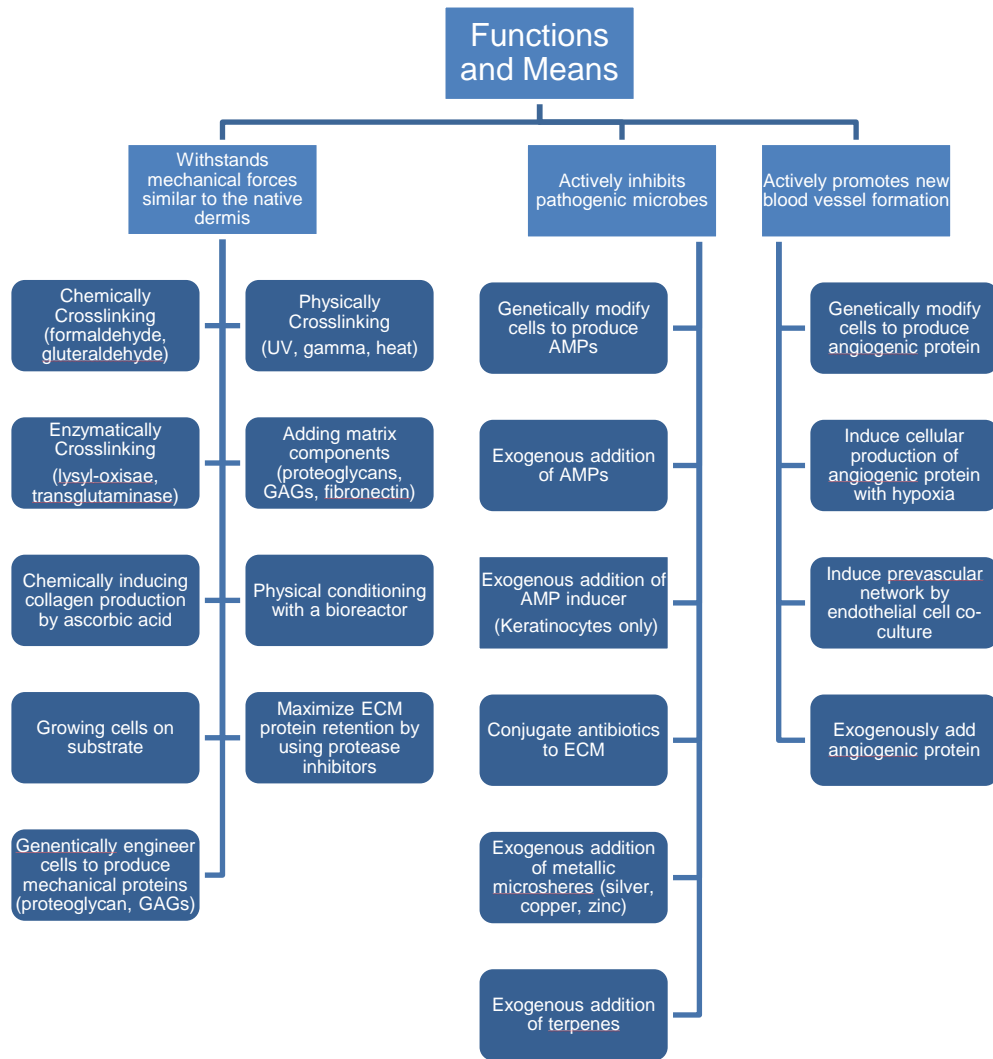 Functions
and Means
Withstands
mechanical forces
similar to the native
dermis
Actively inhibits
pathogenic microbes
Actively promotes new
blood vessel formation
Chemically
Crosslinking
(formaldehyde,
gluteraldehyde)
Physically
Crosslinking
(UV, gamma, heat)
Enzymatically
Crosslinking
(lysyl-oxisae,
transglutaminase)
Adding matrix
components
(proteoglycans,
GAGs, fibronectin)
Chemically inducing
collagen production
by ascorbic acid
Physical conditioning
with a bioreactor
Growing cells on
substrate
Maximize ECM
protein retention by
using protease
inhibitors
Genentically engineer
cells to produce
mechanical proteins
(proteoglycan, GAGs)
Genetically modify
cells to produce
AMPs
Exogenous addition
of AMPs
Exogenous addition of
AMP inducer
(Keratinocytes only)
Conjugate antibiotics
to ECM
Exogenous addition
of metallic
microsheres (silver,
copper, zinc)
Exogenous addition
of terpenes
Genetically modify
cells to produce
angiogenic protein
Induce cellular
production of
angiogenic protein
with hypoxia
Induce prevascular
network by
endothelial cell co-
culture
Exogenously add
angiogenic protein